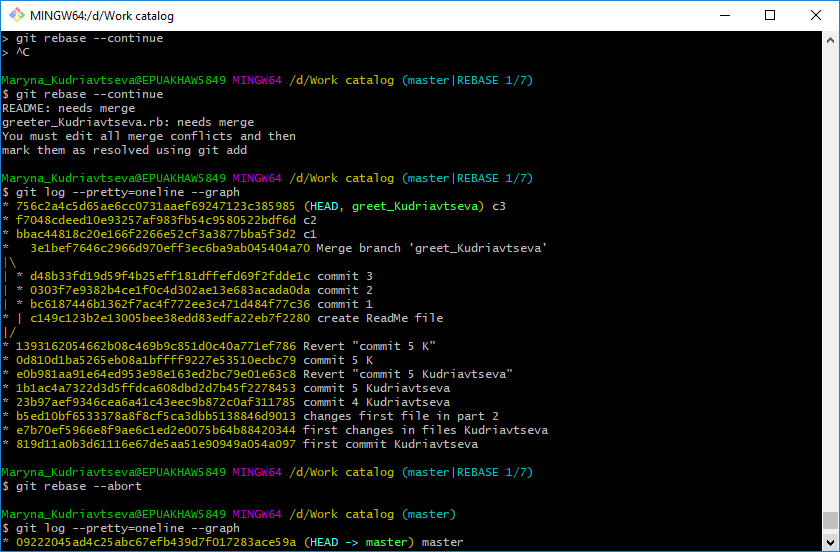 MINGW64:/d/Work catalog
> git rebase --continue
> ^C
Maryna_Kudriavtseva@EPUAKHAW5849 MINGW64 /d/Work catalog (master|REBASE 1/7)
$ git rebase --continue
README: needs merge
greeter_Kudriavtseva.rb: needs merge
You must edit all merge conflicts and then
mark them as resolved using git add
Maryna_Kudriavtseva@EPUAKHAW5849 MINGW64 /d/Work catalog (master|REBASE 1/7)
$ git log --pretty=oneline --graph
* 756c2a4c5d65ae6cc0731aaef69247123c385985 (HEAD, greet_Kudriavtseva) c3
* f7048cdeed10e93257af983fb54c9580522bdf6d c2
* bbac44818c20e166f2266e52cf3a3877bba5f3d2 c1
*   3e1bef7646c2966d970eff3ec6ba9ab045404a70 Merge branch 'greet_Kudriavtseva'
|\
| * d48b33fd19d59f4b25eff181dffefd69f2fdde1c commit 3
| * 0303f7e9382b4ce1f0c4d302ae13e683acada0da commit 2
| * bc6187446b1362f7ac4f772ee3c471d484f77c36 commit 1
* | c149c123b2e13005bee38edd83edfa22eb7f2280 create ReadMe file
|/
* 1393162054662b08c469b9c851d0c40a771ef786 Revert "commit 5 K"
* 0d810d1ba5265eb08a1bffff9227e53510ecbc79 commit 5 K
* e0b981aa91e64ed953e98e163ed2bc79e01e63c8 Revert "commit 5 Kudriavtseva"
* 1b1ac4a7322d3d5ffdca608dbd2d7b45f2278453 commit 5 Kudriavtseva
* 23b97aef9346cea6a41c43eec9b872c0af311785 commit 4 Kudriavtseva
* b5ed10bf6533378a8f8cf5ca3dbb5138846d9013 changes first file in part 2
* e7b70ef5966e8f9ae6c1ed2e0075b64b88420344 first changes in files Kudriavtseva
* 819d11a0b3d61116e67de5aa51e90949a054a097 first commit Kudriavtseva
Maryna_Kudriavtseva@EPUAKHAW5849 MINGW64 /d/Work catalog (master|REBASE 1/7)
$ git rebase --abort
Maryna_Kudriavtseva@EPUAKHAW5849 MINGW64 /d/Work catalog (master)
$ git log --pretty=oneline --graph
* 09222045ad4c25abc67efb439d7f017283ace59a (HEAD -> master) master